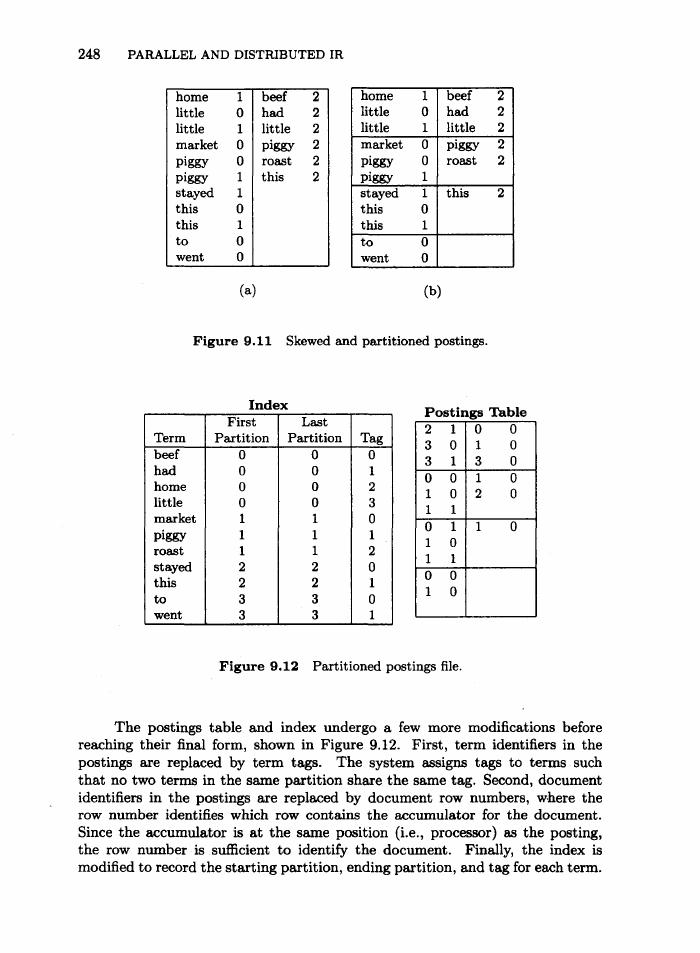 248 PARALLEL AND DISTRIBUTED IR
home 1 beef 2 home 1 beef 2
little 0 had 2 little 0 had 2
little 1 little 2 little 1 little 2
market 0 piggy 2 market 0 piggy 2
piggy 0 roast 2 piggy 0 roast 2
piggy 1 this 2 piggy 1
stayed 1 stayed 1 this 2
this 0 this 0
this 1 this 1
to 0 to 0
went 0 went 0
(a) (b)
Figure 9.11 Skewed and partitioned postings.
Index
First Last
Term Partition Partition Tag
beef 0 0 0
had 0 0 1
home 0 0 2
little 0 0 3
market 1 1 0
piggy 1 1 1
roast 1 1 2
stayed 2 2 0
this 2 2 1
to 3 3 0
went 3 3 1
Postings Table
2 1 0 0
3 0 1 0
3 1 3 0
0 0 1 0
1 0 2 0
1 1
0 1 1 0
1 0
1 1
0 0
1 0
Figure 9.12 Partitioned postings file.
The postings table and index undergo a few more modifications before
reaching their final form, shown in Figure 9.12. First, term identifiers in the
postings are replaced by term tags. The system assigns tags to terms such
that no two terms in the same partition share the same tag. Second, document
identifiers in the postings are replaced by document row numbers, where the
row number identifies which row contains the accumulator for the document.
Since the accumulator is at the same position (i.e., processor) as the posting,
the row number is sufficient to identify the document. Finally, the index is
modified to record the starting partition, ending partition, and tag for each term.